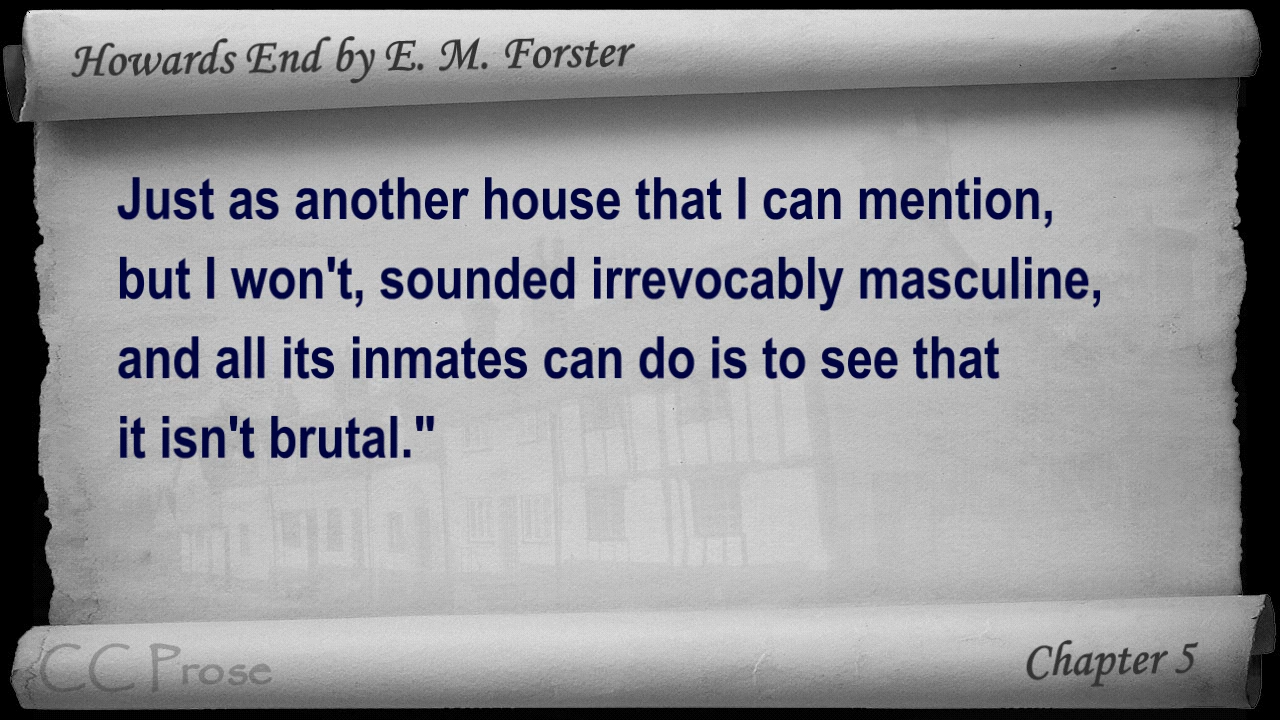 Howards End by E. M. Forster
Just as another house that I can mention,
but I won't, sounded irrevocably masculine,
and all its inmates can do is to see that
it isn't brutal."
CC Prose
Chapter 5